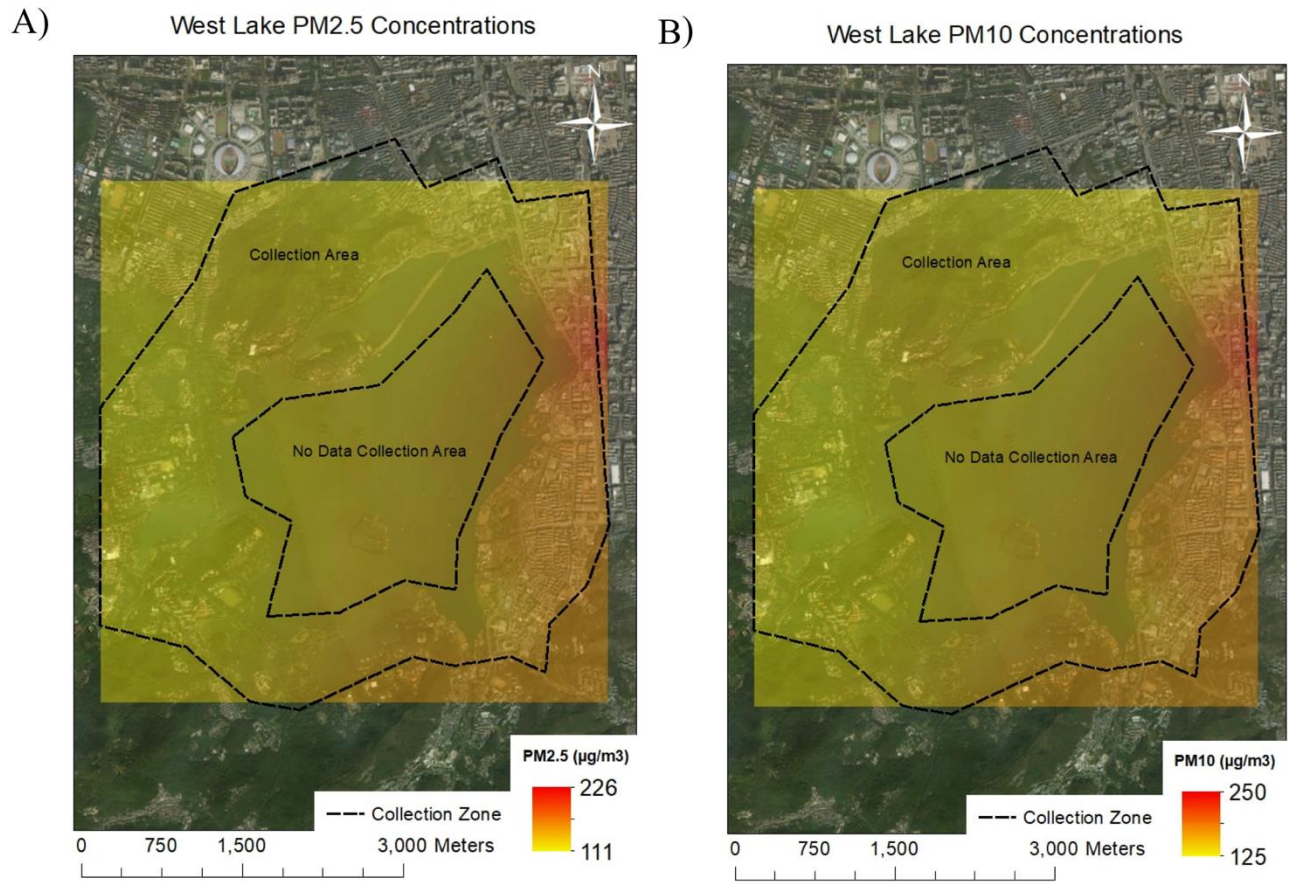 A)
West Lake PM2.5 Concentrations
N
Collection Area
No Data Collection Area
PM2.5 (µg/m3)
226
111
Collection Zone
0 750 1,500 3,000 Meters
B)
West Lake PM10 Concentrations
N
Collection Area
No Data Collection Area
PM10 (µg/m3)
250
125
Collection Zone
0 750 1,500 3,000 Meters